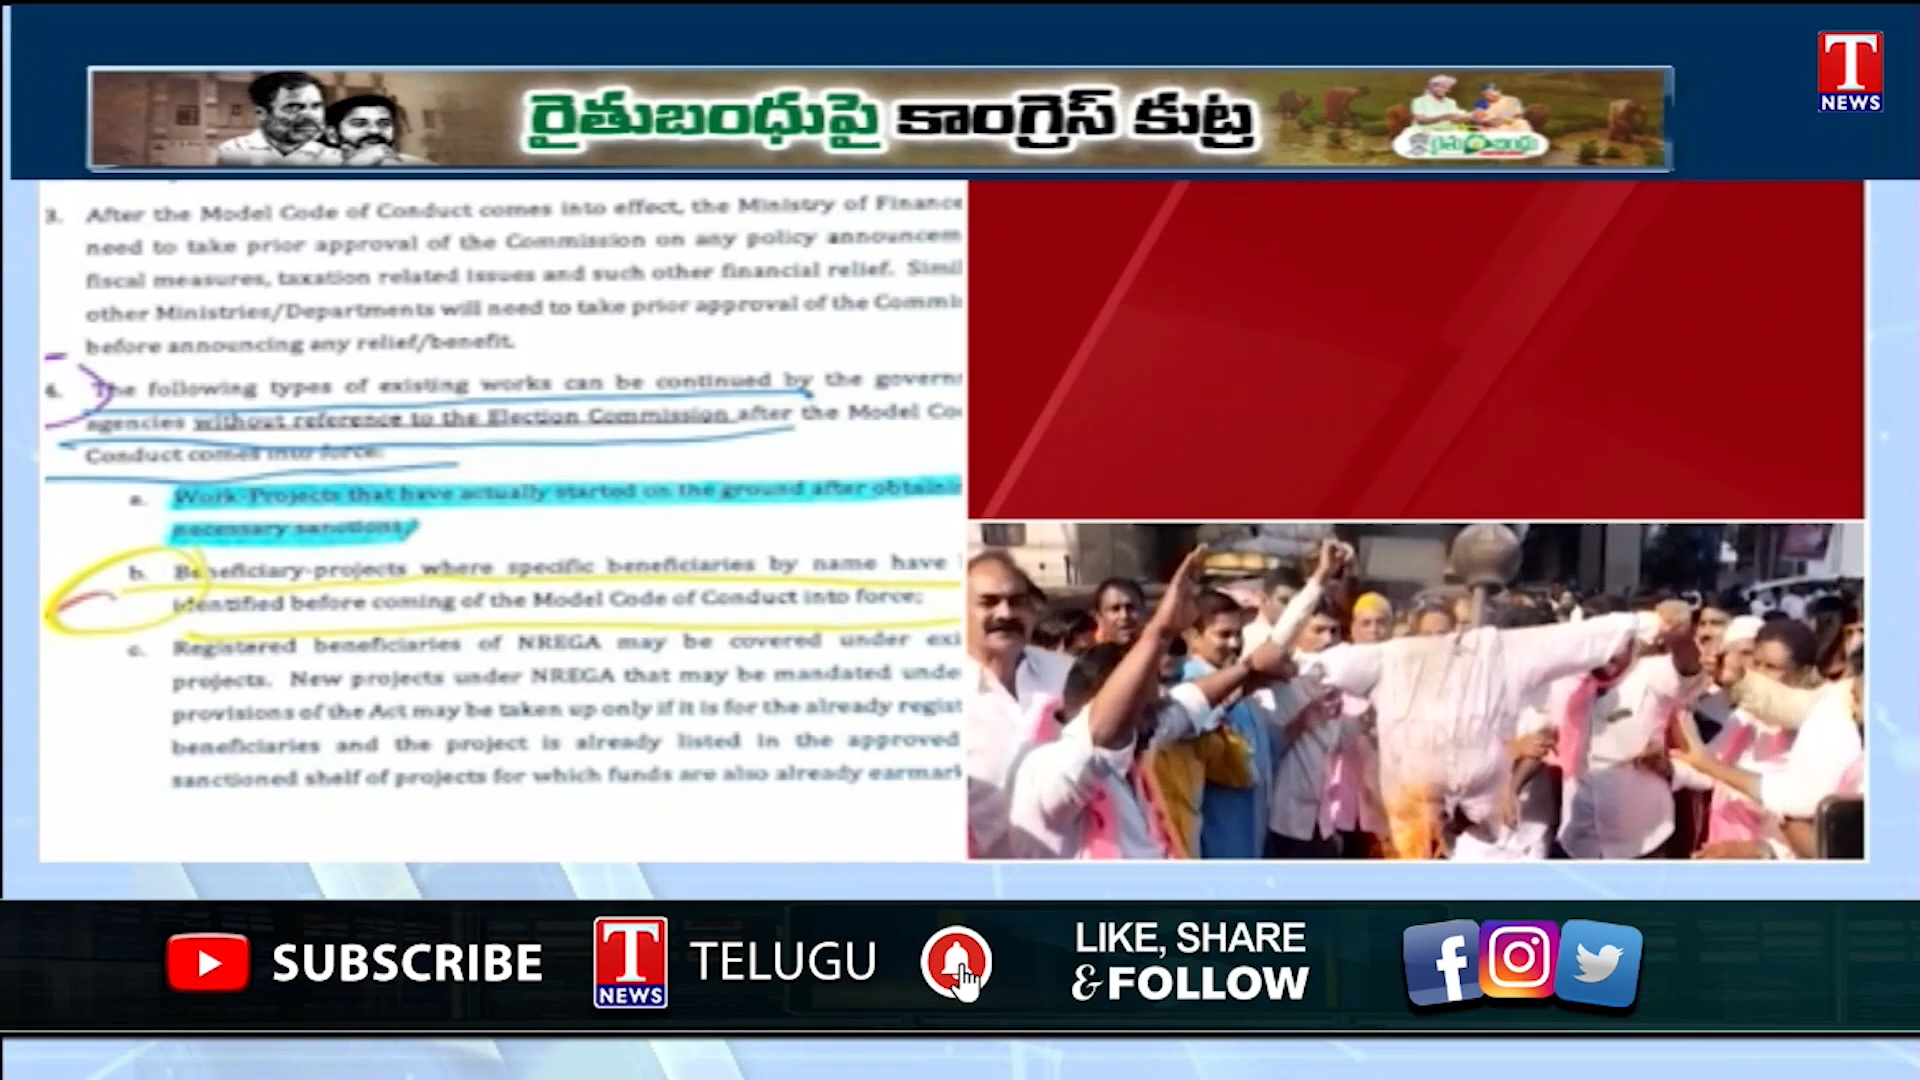 రైతుబంధుపై కాంగ్రెస్ కుట్ర
రైతు బంధు
T
NEWS
3. After the Model Code of Conduct comes into effect, the Ministry of Finance
need to take prior approval of the Commission on any policy announcem
fiscal measures, taxation related issues and such other financial relief. Simil
other Ministries/Departments will need to take prior approval of the Commi
before announcing any relief/benefit.
4. The following types of existing works can be continued by the governm
agencies without reference to the Election Commission after the Model Co
Conduct comes into force:
a. Work-Projects that have actually started on the ground after obtaini
necessary sanctions;
b. Beneficiary-projects where specific beneficiaries by name have
identified before coming of the Model Code of Conduct into force;
c. Registered beneficiaries of NREGA may be covered under exi
projects. New projects under NREGA that may be mandated unde
provisions of the Act may be taken up only if it is for the already regist
beneficiaries and the project is already listed in the approved
sanctioned shelf of projects for which funds are also already earmark
SUBSCRIBE
T
NEWS
TELUGU
LIKE, SHARE
& FOLLOW